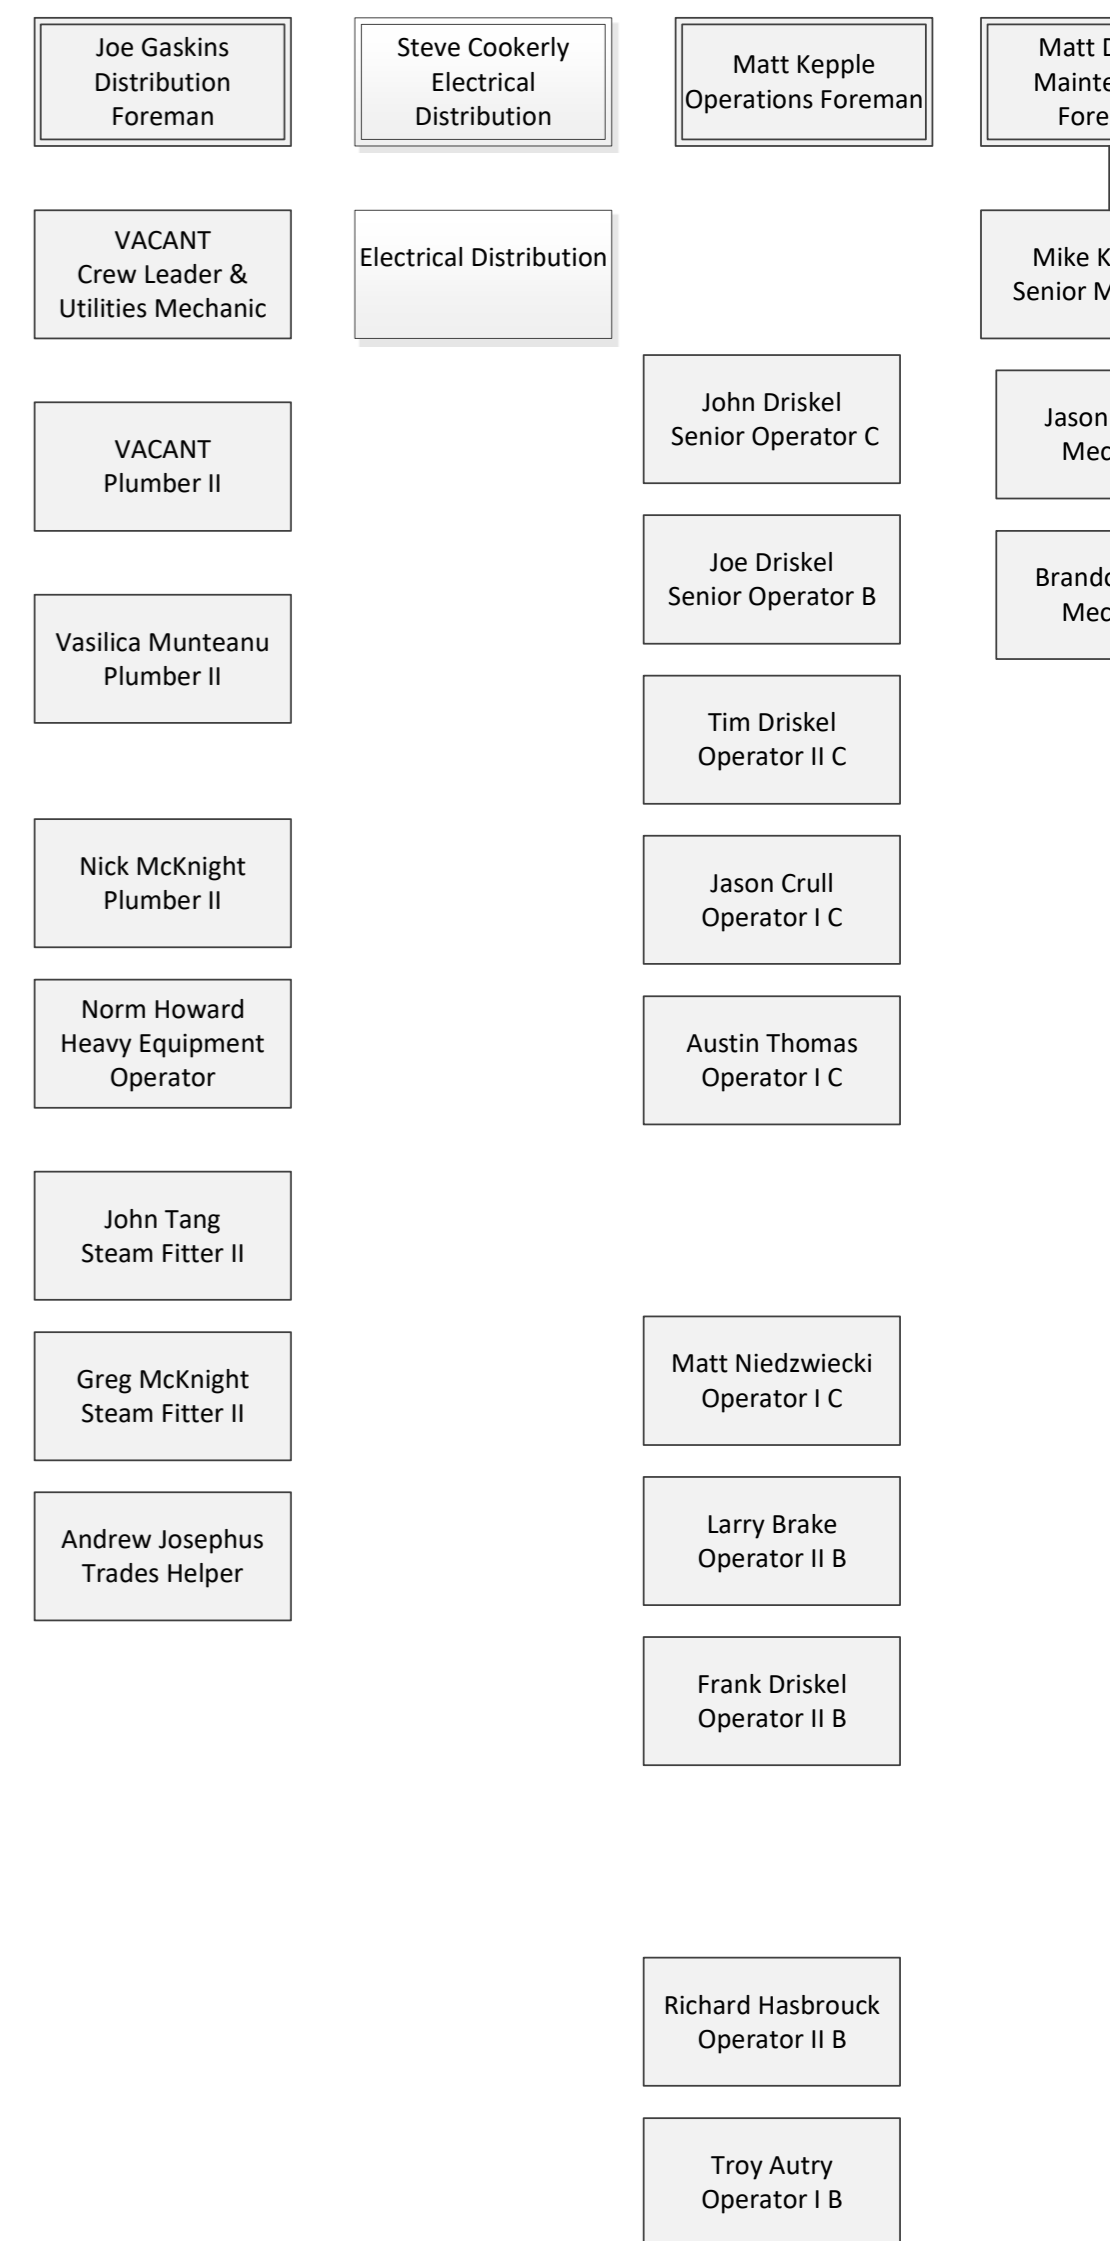 Joe Gaskins
Distribution
Foreman
VACANT
Crew Leader &
Utilities Mechanic
VACANT
Plumber II
Vasilica Munteanu
Plumber II
Nick McKnight
Plumber II
Norm Howard
Heavy Equipment
Operator
John Tang
Steam Fitter II
Greg McKnight
Steam Fitter II
Andrew Josephus
Trades Helper
Steve Cookerly
Electrical
Distribution
Electrical Distribution
Matt Kepple
Operations Foreman
John Driskel
Senior Operator C
Joe Driskel
Senior Operator B
Tim Driskel
Operator II C
Jason Crull
Operator I C
Austin Thomas
Operator I C
Matt Niedzwiecki
Operator I C
Larry Brake
Operator II B
Frank Driskel
Operator II B
Richard Hasbrouck
Operator II B
Troy Autry
Operator I B
Matt
Mike
Senior
Jason